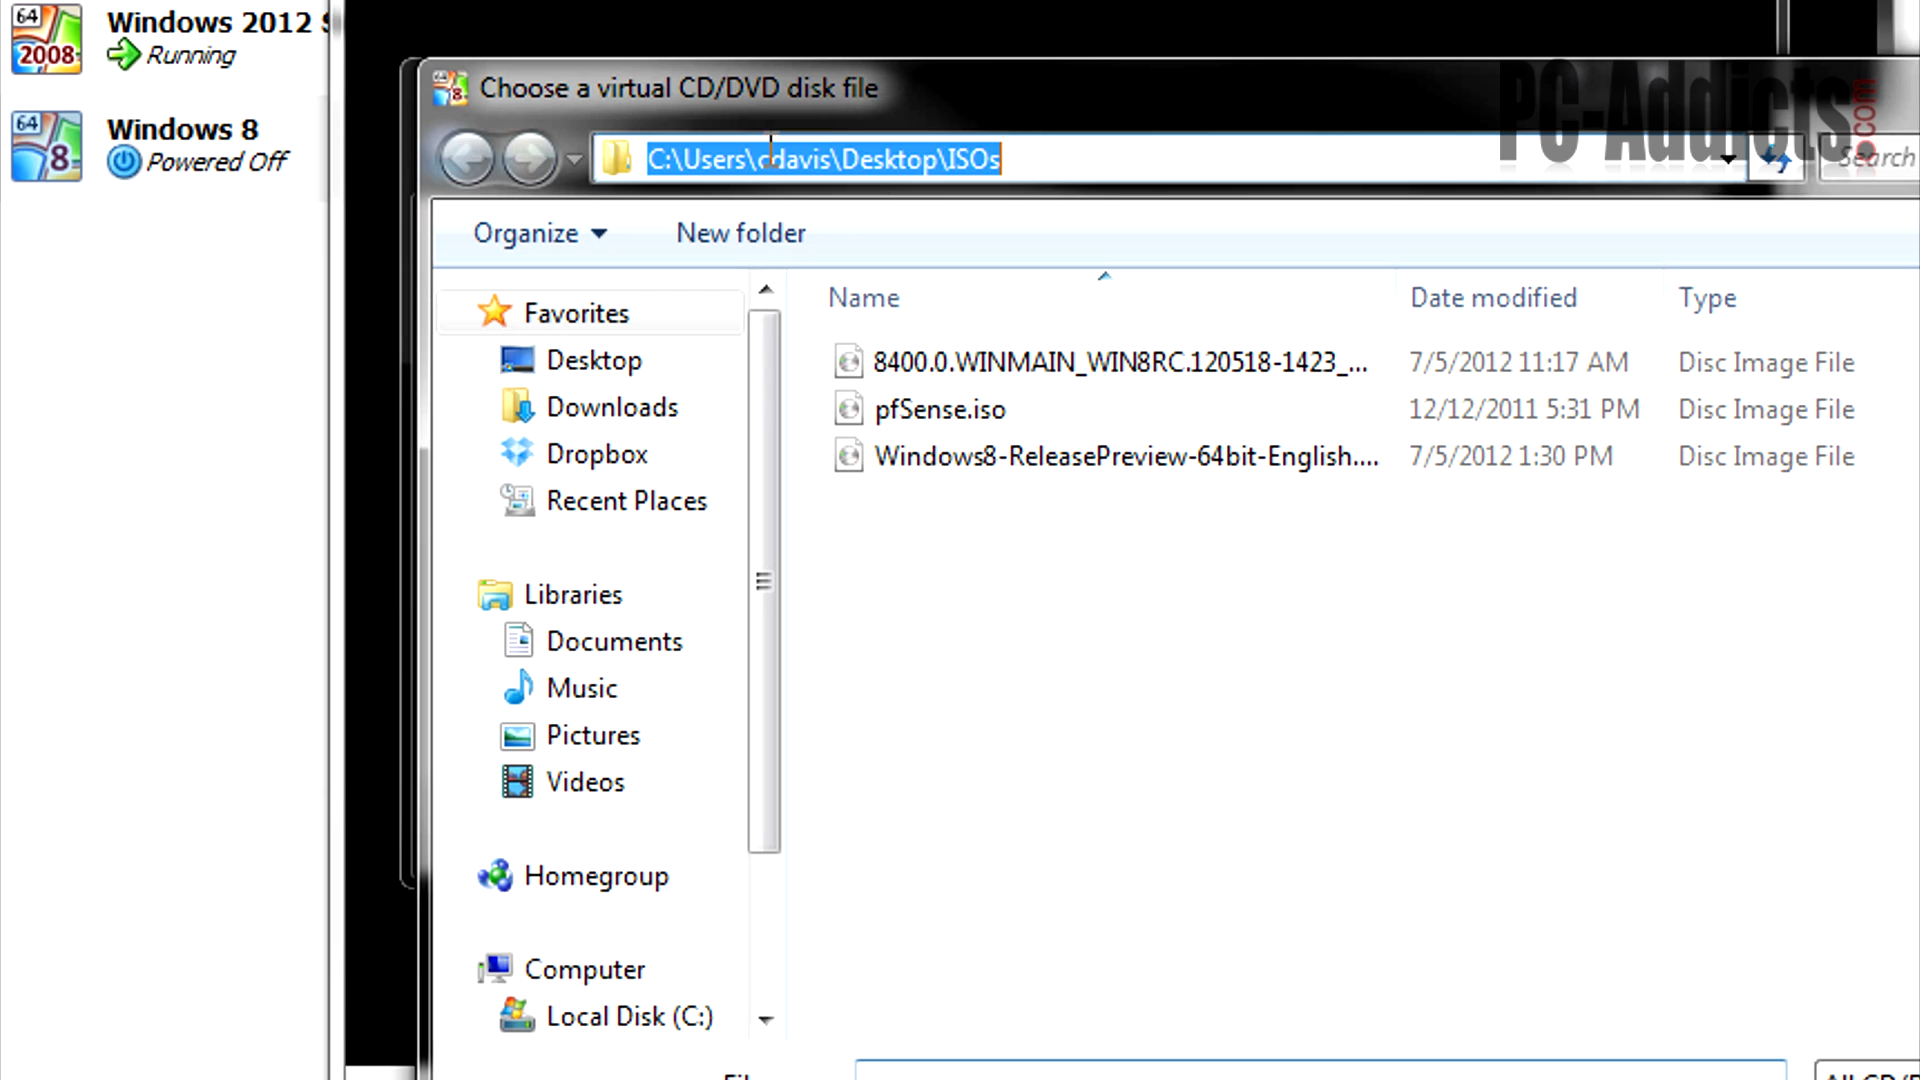 64
2008
Windows 2012 S
Running
64
8
Windows 8
Powered Off
Choose a virtual CD/DVD disk file
PC-Addicts.com
C:\Users\cdavis\Desktop\ISOs
Search
Organize
New folder
Name
Date modified
Type
Favorites
Desktop
Downloads
Dropbox
Recent Places
Libraries
Documents
Music
Pictures
Videos
Homegroup
Computer
Local Disk (C:)
8400.0.WINMAIN_WIN8RC.120518-1423_...
7/5/2012 11:17 AM
Disc Image File
pfSense.iso
12/12/2011 5:31 PM
Disc Image File
Windows8-ReleasePreview-64bit-English....
7/5/2012 1:30 PM
Disc Image File